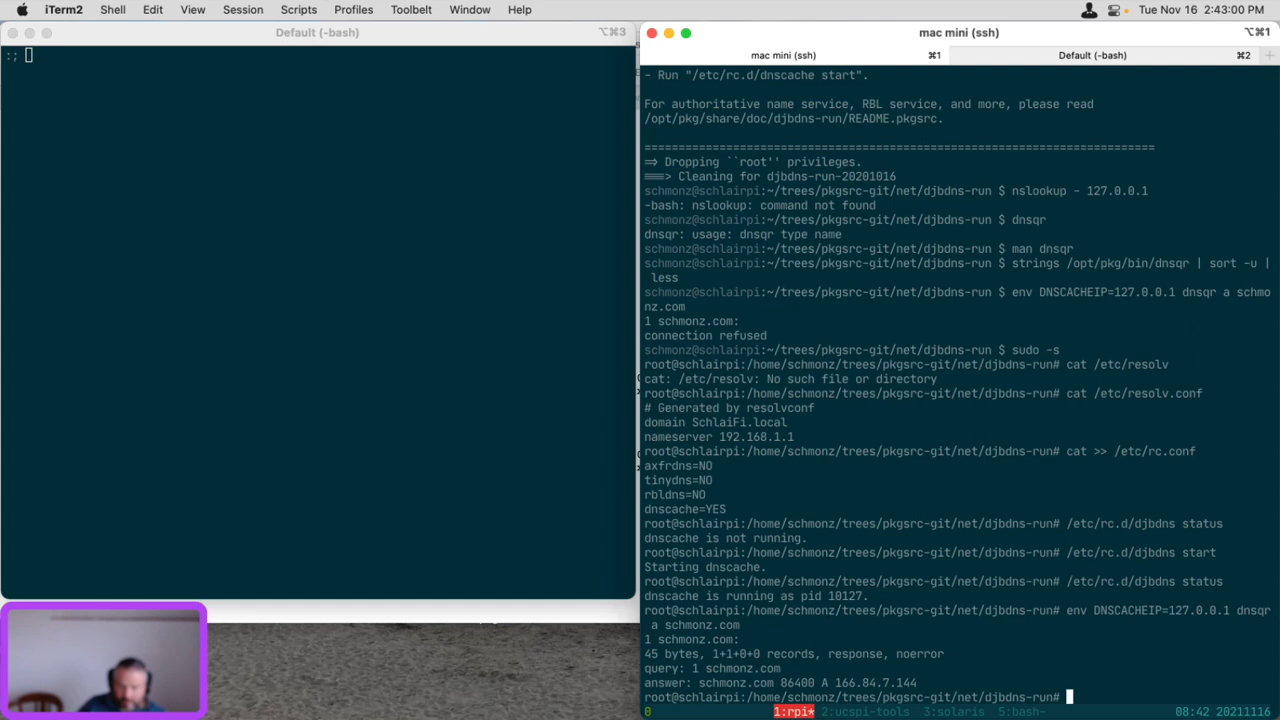 iTerm2 Shell Edit View Session Scripts Profiles Toolbelt Window Help Tue Nov 16 2:43:00 PM
Default (-bash) ⌥⌘3
:;
mac mini (ssh) ⌥⌘1
mac mini (ssh) ⌘1 Default (-bash) ⌘2 +
- Run "/etc/rc.d/dnscache start".
For authoritative name service, RBL service, and more, please read
/opt/pkg/share/doc/djbdns-run/README.pkgsrc.
===========================================================================
=> Dropping ``root'' privileges.
===> Cleaning for djbdns-run-20201016
schmonz@schlairpi:~/trees/pkgsrc-git/net/djbdns-run $ nslookup - 127.0.0.1
-bash: nslookup: command not found
schmonz@schlairpi:~/trees/pkgsrc-git/net/djbdns-run $ dnsqr
dnsqr: usage: dnsqr type name
schmonz@schlairpi:~/trees/pkgsrc-git/net/djbdns-run $ man dnsqr
schmonz@schlairpi:~/trees/pkgsrc-git/net/djbdns-run $ strings /opt/pkg/bin/dnsqr | sort -u |
less
schmonz@schlairpi:~/trees/pkgsrc-git/net/djbdns-run $ env DNSCACHEIP=127.0.0.1 dnsqr a schmo
nz.com
1 schmonz.com:
connection refused
schmonz@schlairpi:~/trees/pkgsrc-git/net/djbdns-run $ sudo -s
root@schlairpi:/home/schmonz/trees/pkgsrc-git/net/djbdns-run# cat /etc/resolv
cat: /etc/resolv: No such file or directory
root@schlairpi:/home/schmonz/trees/pkgsrc-git/net/djbdns-run# cat /etc/resolv.conf
# Generated by resolvconf
domain SchlaiFi.local
nameserver 192.168.1.1
root@schlairpi:/home/schmonz/trees/pkgsrc-git/net/djbdns-run# cat >> /etc/rc.conf
axfrdns=NO
tinydns=NO
rbldns=NO
dnscache=YES
root@schlairpi:/home/schmonz/trees/pkgsrc-git/net/djbdns-run# /etc/rc.d/djbdns status
dnscache is not running.
root@schlairpi:/home/schmonz/trees/pkgsrc-git/net/djbdns-run# /etc/rc.d/djbdns start
Starting dnscache.
root@schlairpi:/home/schmonz/trees/pkgsrc-git/net/djbdns-run# /etc/rc.d/djbdns status
dnscache is running as pid 10127.
root@schlairpi:/home/schmonz/trees/pkgsrc-git/net/djbdns-run# env DNSCACHEIP=127.0.0.1 dnsqr
a schmonz.com
1 schmonz.com:
45 bytes, 1+1+0+0 records, response, noerror
query: 1 schmonz.com
answer: schmonz.com 86400 A 166.84.7.144
root@schlairpi:/home/schmonz/trees/pkgsrc-git/net/djbdns-run#
0 1:rpi* 2:ucspi-tools 3:solaris 5:bash- 08:42 20211116